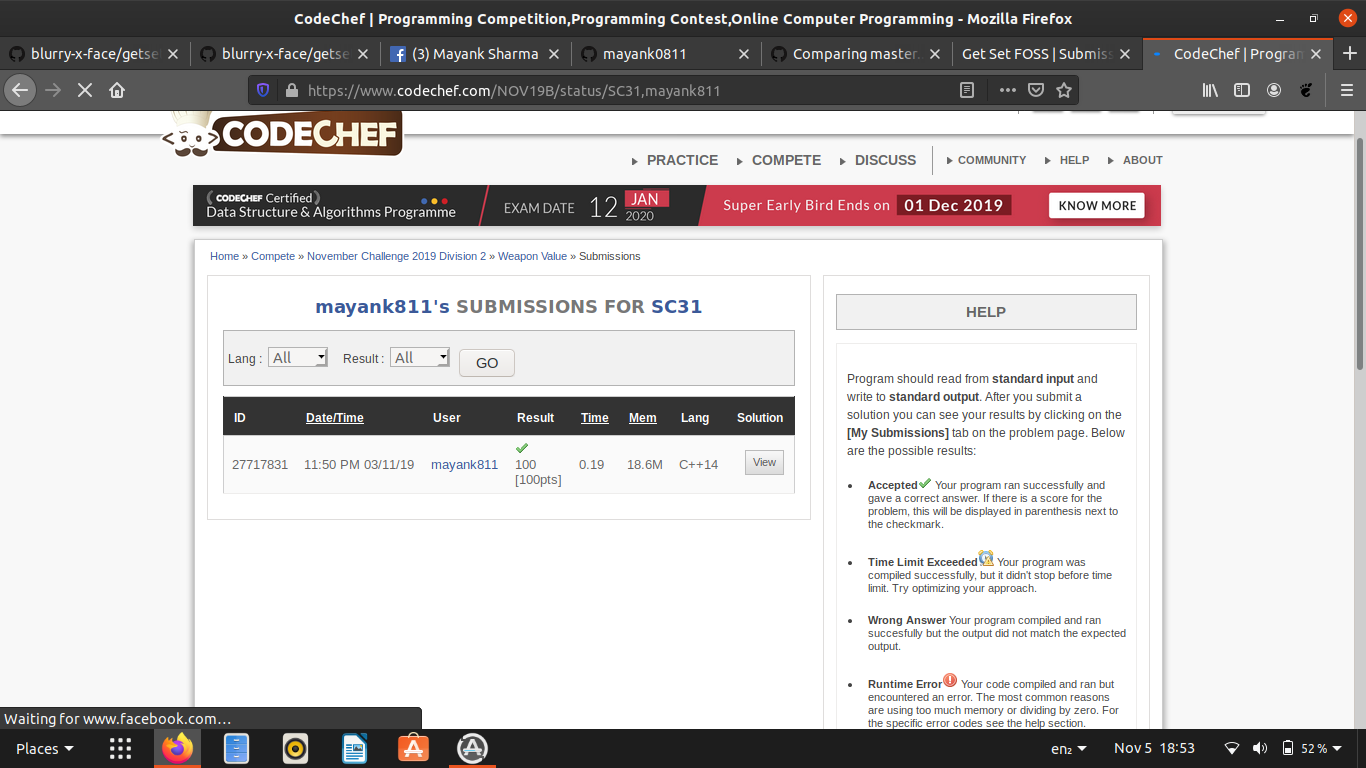 CodeChef | Programming Competition,Programming Contest,Online Computer Programming - Mozilla Firefox
blurry-x-face/getse
blurry-x-face/getse
(3) Mayank Sharma
mayank0811
Comparing master.
Get Set FOSS | Submiss
CodeChef | Program
https://www.codechef.com/NOV19B/status/SC31,mayank811
CODECHEF
PRACTICE COMPETE DISCUSS COMMUNITY HELP ABOUT
CODECHEF Certified
Data Structure & Algorithms Programme
EXAM DATE 12 JAN 2020
Super Early Bird Ends on 01 Dec 2019
KNOW MORE
Home » Compete » November Challenge 2019 Division 2 » Weapon Value » Submissions
mayank811's SUBMISSIONS FOR SC31
Lang : All Result : All GO
ID Date/Time User Result Time Mem Lang Solution
27717831 11:50 PM 03/11/19 mayank811 100 [100pts] 0.19 18.6M C++14 View
HELP
Program should read from standard input and
write to standard output. After you submit a
solution you can see your results by clicking on the
[My Submissions] tab on the problem page. Below
are the possible results:
Accepted Your program ran successfully and
gave a correct answer. If there is a score for the
problem, this will be displayed in parenthesis next to
the checkmark.
Time Limit Exceeded Your program was
compiled successfully, but it didn't stop before time
limit. Try optimizing your approach.
Wrong Answer Your program compiled and ran
succesfully but the output did not match the expected
output.
Runtime Error Your code compiled and ran but
encountered an error. The most common reasons
are using too much memory or dividing by zero. For
the specific error codes see the help section.
Waiting for www.facebook.com…
Places
en₂
Nov 5 18:53
52 %